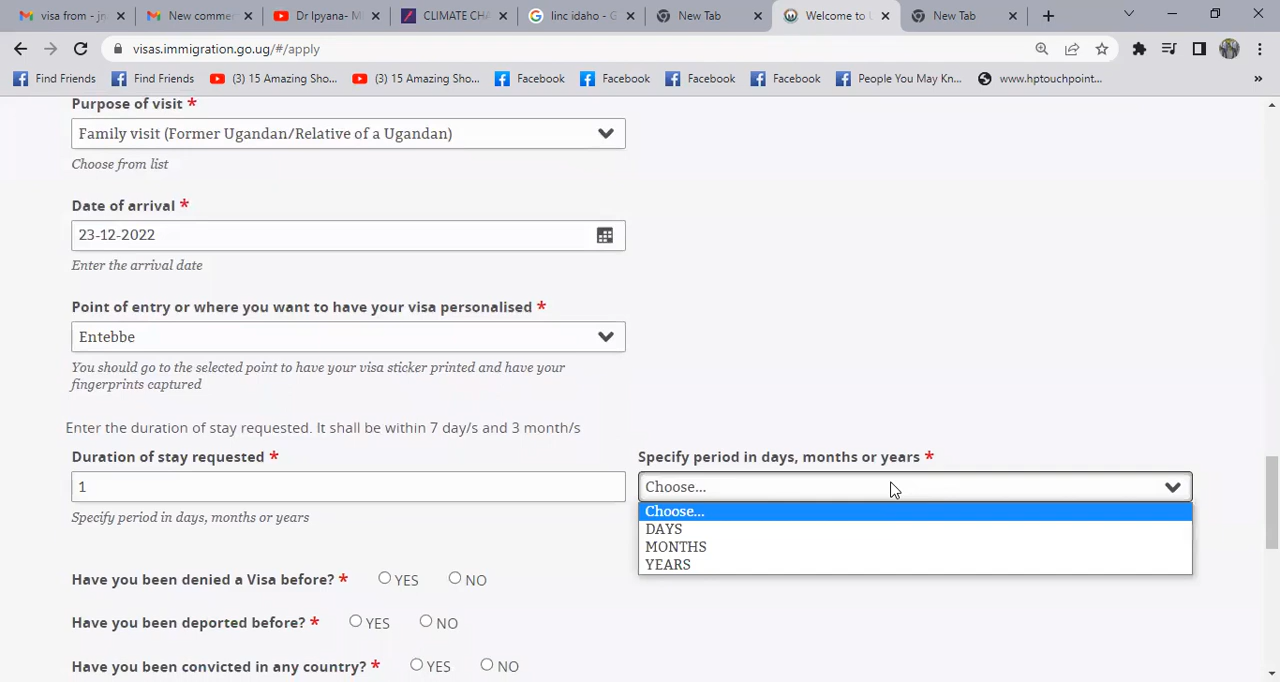 visa from - jn
New commer
Dr Ipyana- M
CLIMATE CHA
linc idaho - G
New Tab
Welcome to U
New Tab
visas.immigration.go.ug/#/apply
Find Friends
Find Friends
(3) 15 Amazing Sho...
(3) 15 Amazing Sho...
Facebook
Facebook
Facebook
Facebook
People You May Kn...
www.hptouchpoint...
»
Purpose of visit *
Family visit (Former Ugandan/Relative of a Ugandan)
Choose from list
Date of arrival *
23-12-2022
Enter the arrival date
Point of entry or where you want to have your visa personalised *
Entebbe
You should go to the selected point to have your visa sticker printed and have your
fingerprints captured
Enter the duration of stay requested. It shall be within 7 day/s and 3 month/s
Duration of stay requested *
Specify period in days, months or years *
1
Choose...
Specify period in days, months or years
Choose...
DAYS
MONTHS
YEARS
Have you been denied a Visa before? * YES NO
Have you been deported before? * YES NO
Have you been convicted in any country? * YES NO